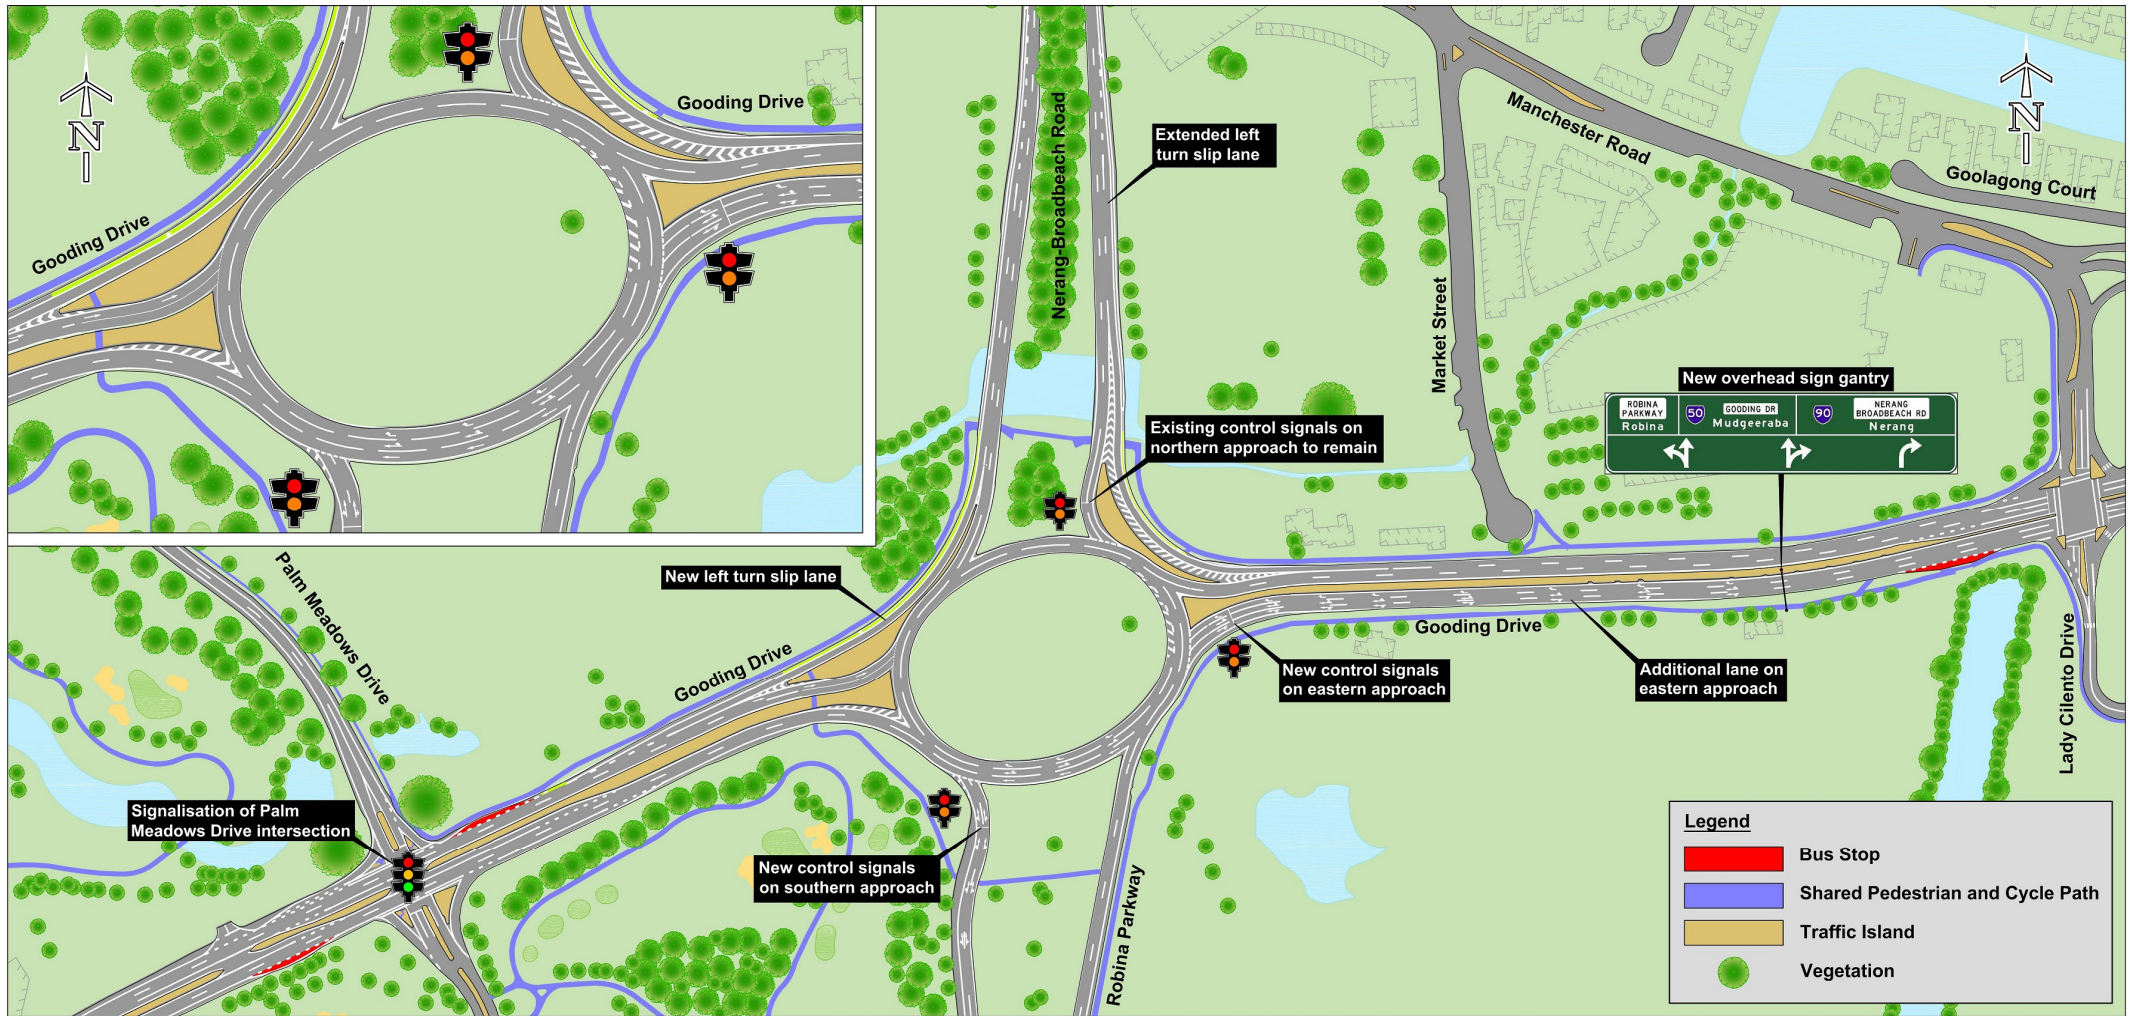 Gooding Drive
Gooding Drive
N
N
Nerang-Broadbeach Road
Extended left
turn slip lane
Manchester Road
Goolagong Court
Market Street
New overhead sign gantry
ROBINA
PARKWAY
Robina
50
GOODING DR
Mudgeeraba
90
NERANG
BROADBEACH RD
Nerang
Existing control signals on
northern approach to remain
Palm Meadows Drive
New left turn slip lane
Gooding Drive
Gooding Drive
New control signals
on eastern approach
Additional lane on
eastern approach
Lady Cilento Drive
Signalisation of Palm
Meadows Drive intersection
New control signals
on southern approach
Robina Parkway
Legend
Bus Stop
Shared Pedestrian and Cycle Path
Traffic Island
Vegetation